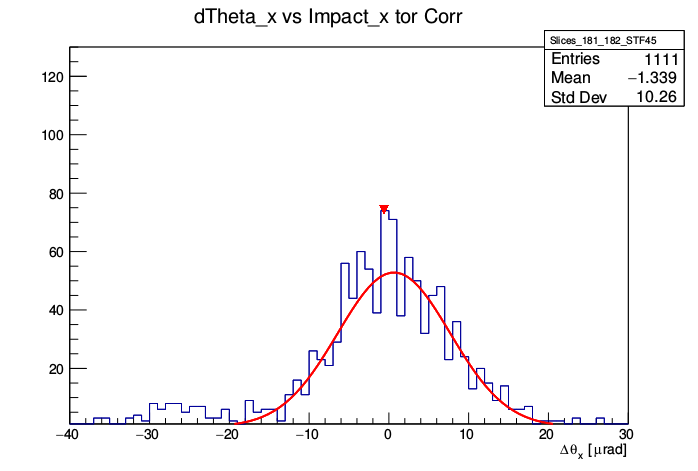 dTheta_x vs Impact_x tor Corr
Slices_181_182_STF45
Entries 1111
Mean −1.339
Std Dev 10.26
120
100
80
60
40
20
−40 −30 −20 −10 0 10 20 30
Δθx [μrad]